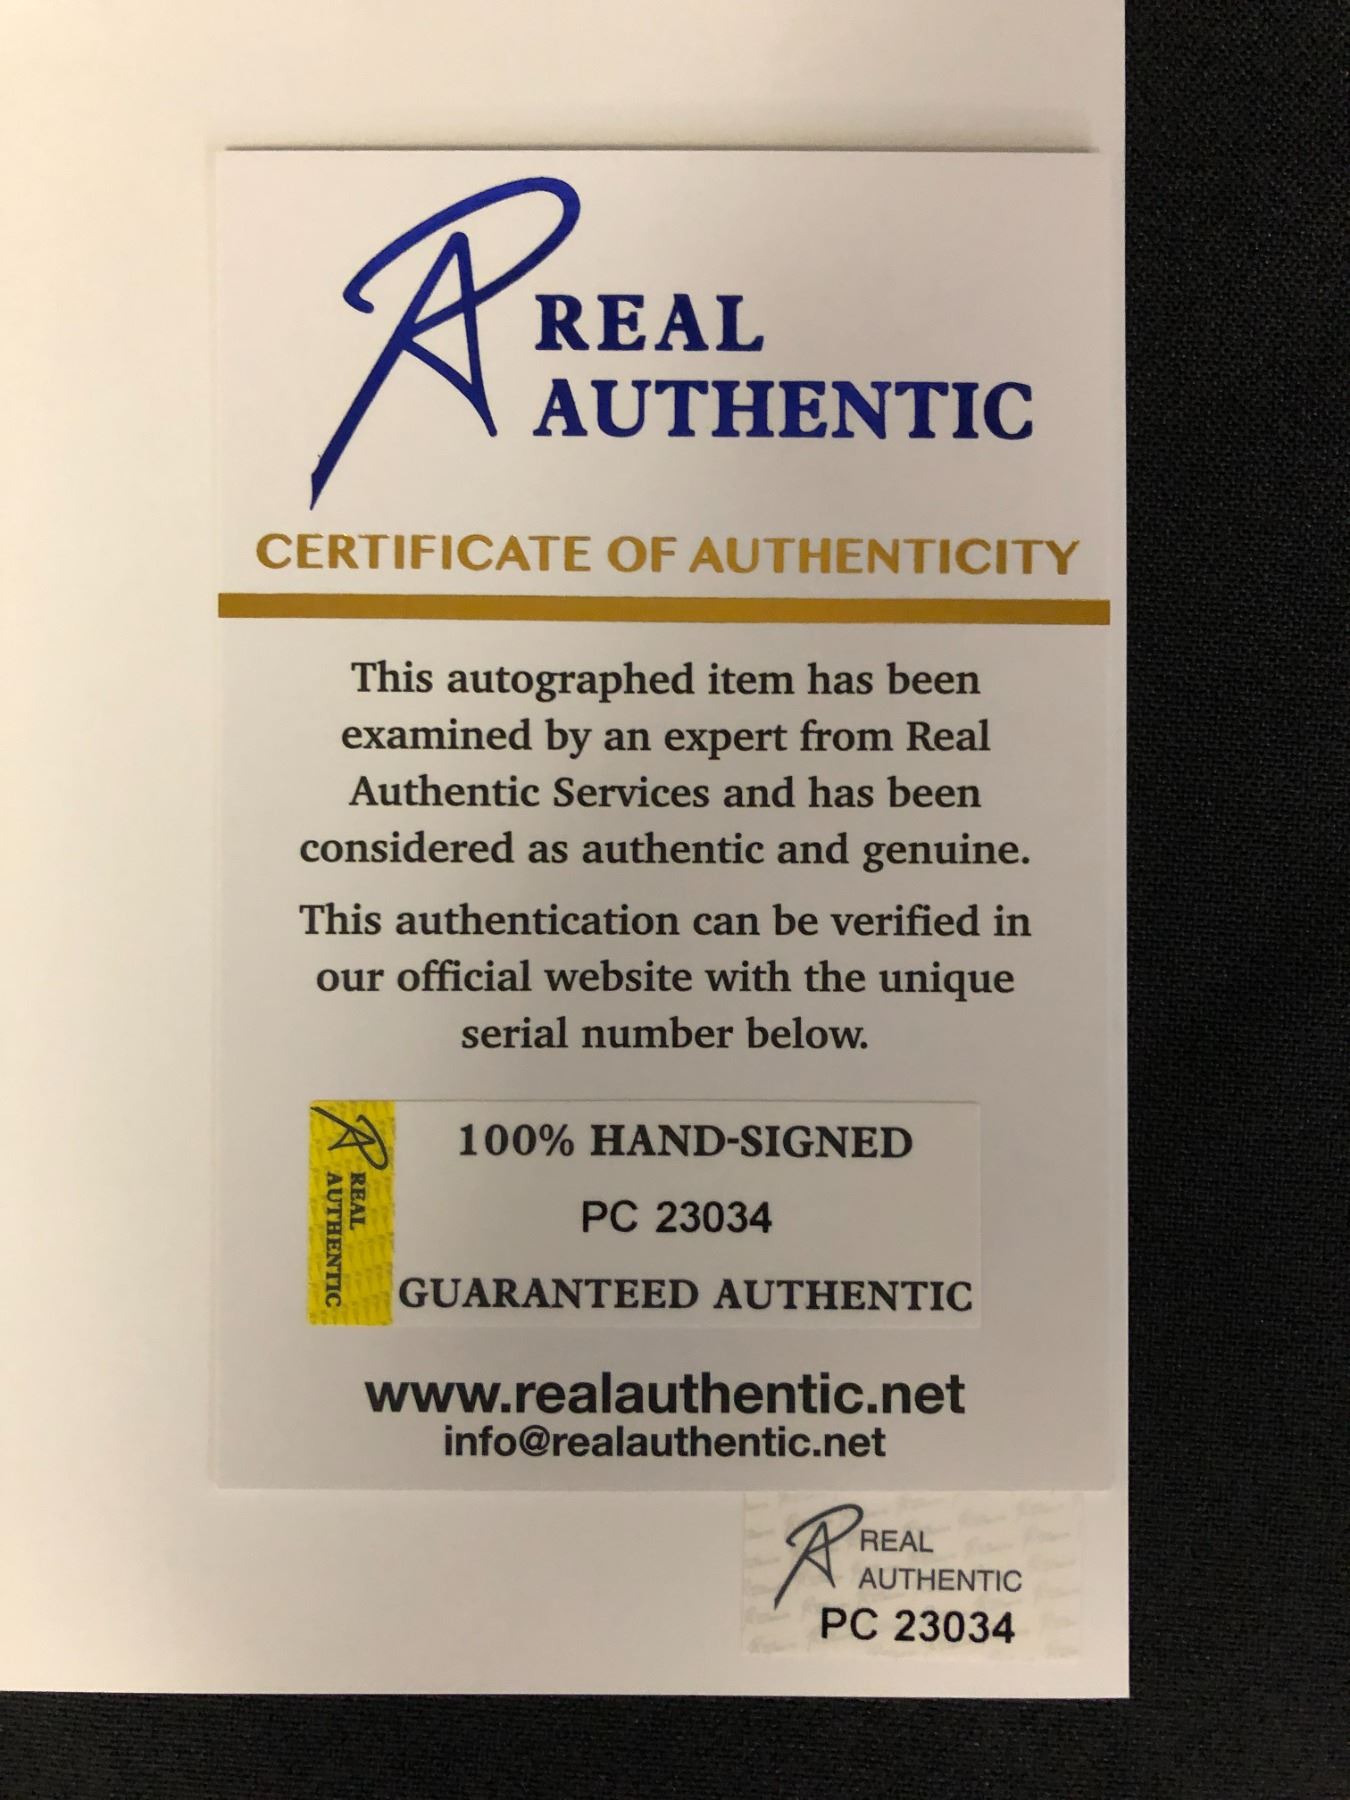 REAL
AUTHENTIC
CERTIFICATE OF AUTHENTICITY
This autographed item has been
examined by an expert from Real
Authentic Services and has been
considered as authentic and genuine.
This authentication can be verified in
our official website with the unique
serial number below.
REAL
AUTHENTIC
100% HAND-SIGNED
PC 23034
GUARANTEED AUTHENTIC
www.realauthentic.net
info@realauthentic.net
REAL
AUTHENTIC
PC 23034